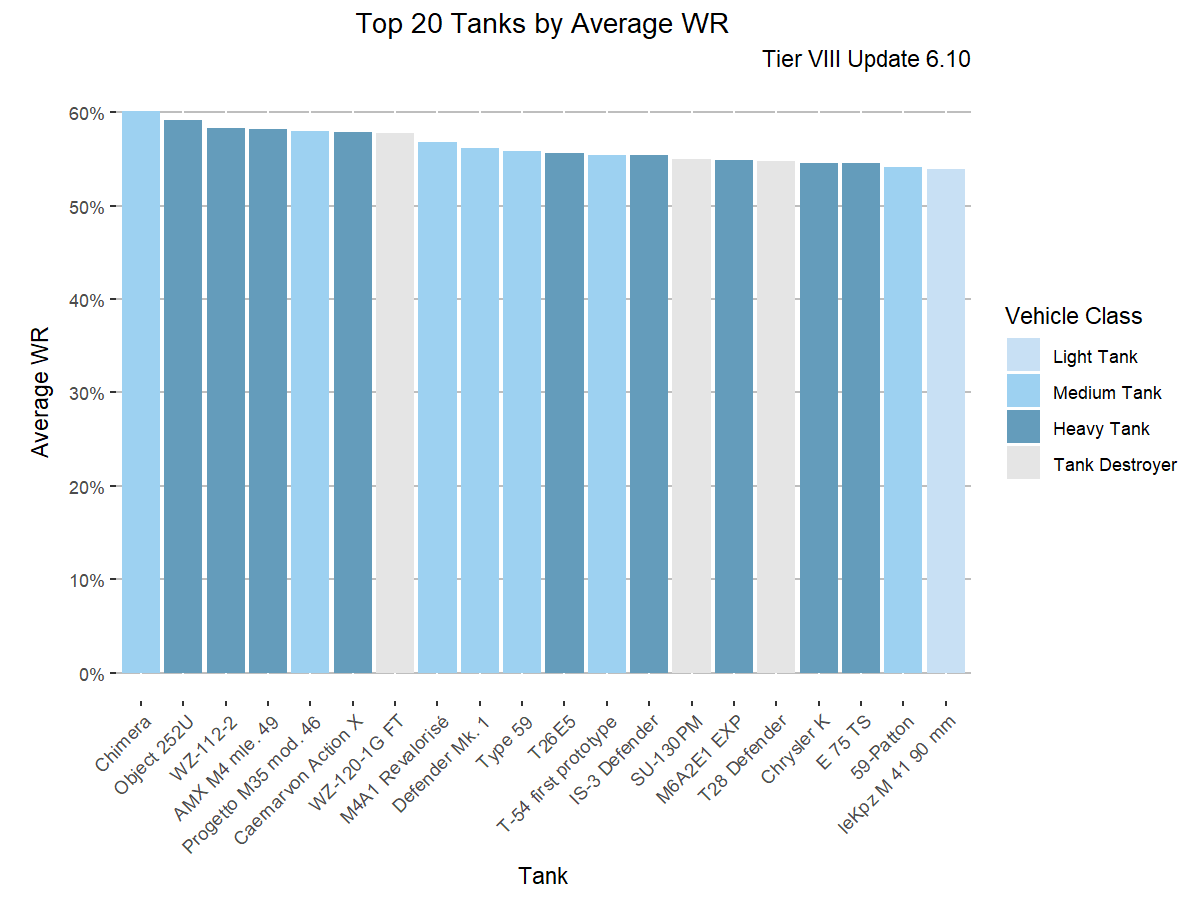 Top 20 Tanks by Average WR
Tier VIII Update 6.10
60%
50%
40%
30%
20%
10%
0%
Average WR
Chimera
Object 252U
WZ-112-2
AMX M4 mle. 49
Progetto M35 mod. 46
Caernarvon Action X
WZ-120-1G FT
M4A1 Revalorisé
Defender Mk. 1
Type 59
T26E5
T-54 first prototype
IS-3 Defender
SU-130PM
M6A2E1 EXP
T28 Defender
Chrysler K
E 75 TS
59-Patton
leKpz M 41 90 mm
Tank
Vehicle Class
Light Tank
Medium Tank
Heavy Tank
Tank Destroyer